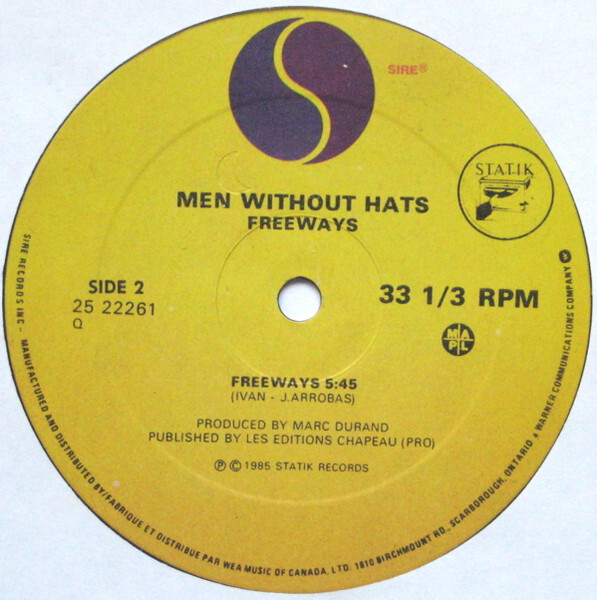 SIRE®
STATIK
MEN WITHOUT HATS
FREEWAYS
SIDE 2
25 22261
Q
33 1/3 RPM
M A P L
FREEWAYS 5:45
(IVAN - J.ARROBAS)
PRODUCED BY MARC DURAND
PUBLISHED BY LES EDITIONS CHAPEAU (PRO)
℗ © 1985 STATIK RECORDS
SIRE RECORDS INC - MANUFACTURED AND DISTRIBUTED BY/FABRIQUE ET DISTRIBUE PAR WEA MUSIC OF CANADA, LTD. 1810 BIRCHMOUNT RD., SCARBOROUGH, ONTARIO A WARNER COMMUNICATIONS COMPANY